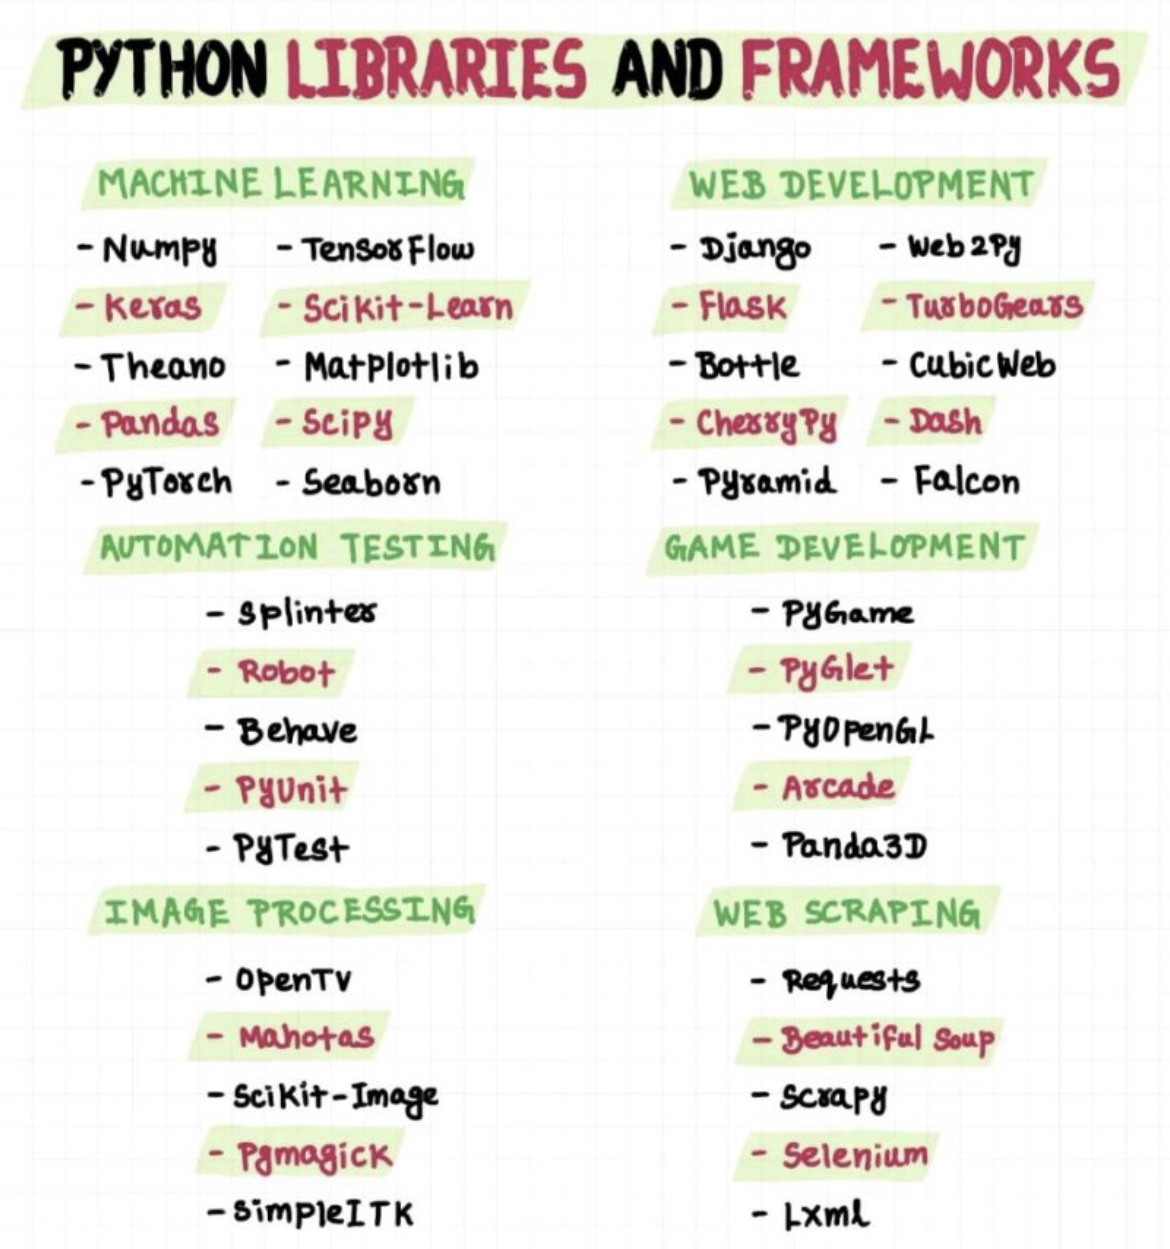 PYTHON LIBRARIES AND FRAMEWORKS
MACHINE LEARNING
- Numpy
- Keras
- Theano
- Pandas
- PyTorch
- TensorFlow
- Scikit-Learn
- Matplotlib
- SciPy
- Seaborn
WEB DEVELOPMENT
- Django
- Flask
- Bottle
- CherryPy
- Pyramid
- Web2Py
- TurboGears
- CubicWeb
- Dash
- Falcon
AUTOMATION TESTING
- Splinter
- Robot
- Behave
- PyUnit
- PyTest
GAME DEVELOPMENT
- PyGame
- PyGlet
- PyOpenGL
- Arcade
- Panda3D
IMAGE PROCESSING
- OpenTV
- Mahotas
- SciKit-Image
- Pgmagick
- SimpleITK
WEB SCRAPING
- Requests
- Beautiful Soup
- Scrapy
- Selenium
- Lxml